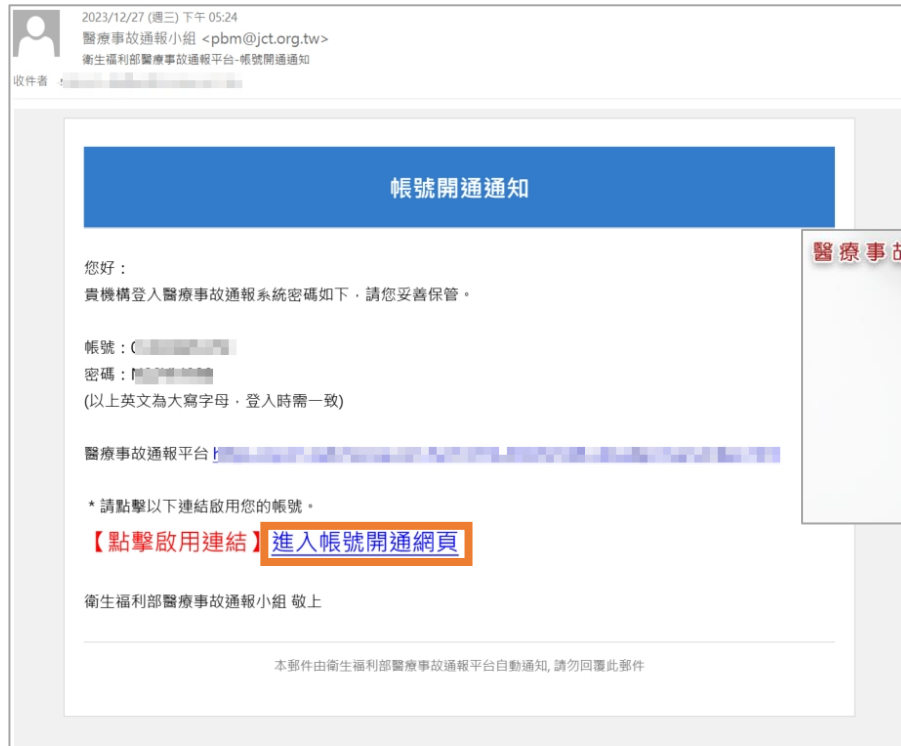 2023/12/27 (週三) 下午 05:24
醫療事故通報小組 <pbm@jct.org.tw>
衛生福利部醫療事故通報平台-帳號開通通知
收件者
帳號開通通知
醫療事故
您好：
貴機構登入醫療事故通報系統密碼如下，請您妥善保管。
帳號：
密碼：
(以上英文為大寫字母，登入時需一致)
醫療事故通報平台
* 請點擊以下連結啟用您的帳號。
【點擊啟用連結】進入帳號開通網頁
衛生福利部醫療事故通報小組 敬上
本郵件由衛生福利部醫療事故通報平台自動通知, 請勿回覆此郵件